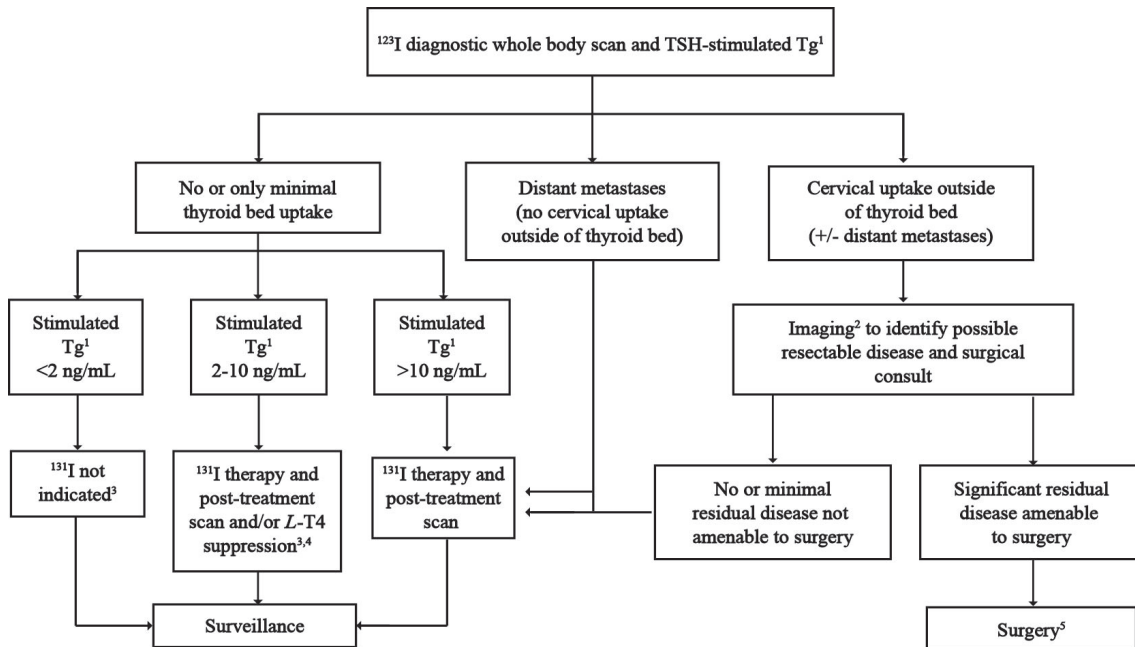 ¹²³I diagnostic whole body scan and TSH-stimulated Tg¹
No or only minimal
thyroid bed uptake
Distant metastases
(no cervical uptake
outside of thyroid bed)
Cervical uptake outside
of thyroid bed
(+/- distant metastases)
Stimulated
Tg¹
<2 ng/mL
Stimulated
Tg¹
2-10 ng/mL
Stimulated
Tg¹
>10 ng/mL
Imaging² to identify possible
resectable disease and surgical
consult
¹³¹I not
indicated³
¹³¹I therapy and
post-treatment
scan and/or L-T4
suppression³,⁴
¹³¹I therapy and
post-treatment
scan
No or minimal
residual disease not
amenable to surgery
Significant residual
disease amenable
to surgery
Surveillance
Surgery⁵